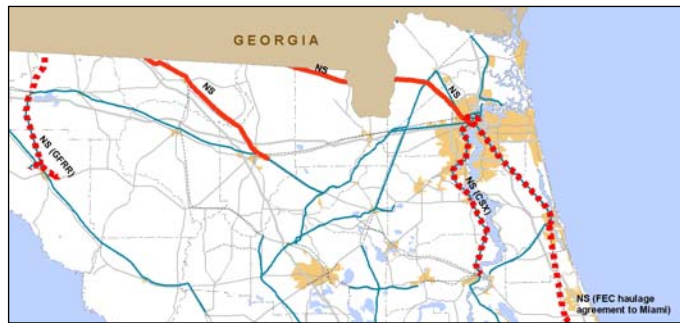 GEORGIA
NS
NS
NS
NS (GFRR)
NS (CSX)
NS (FEC haulage
agreement to Miami)